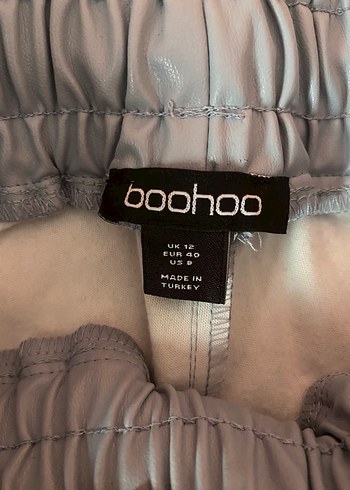 boohoo
UK 12
EUR 40
US 8
MADE IN
TURKEY